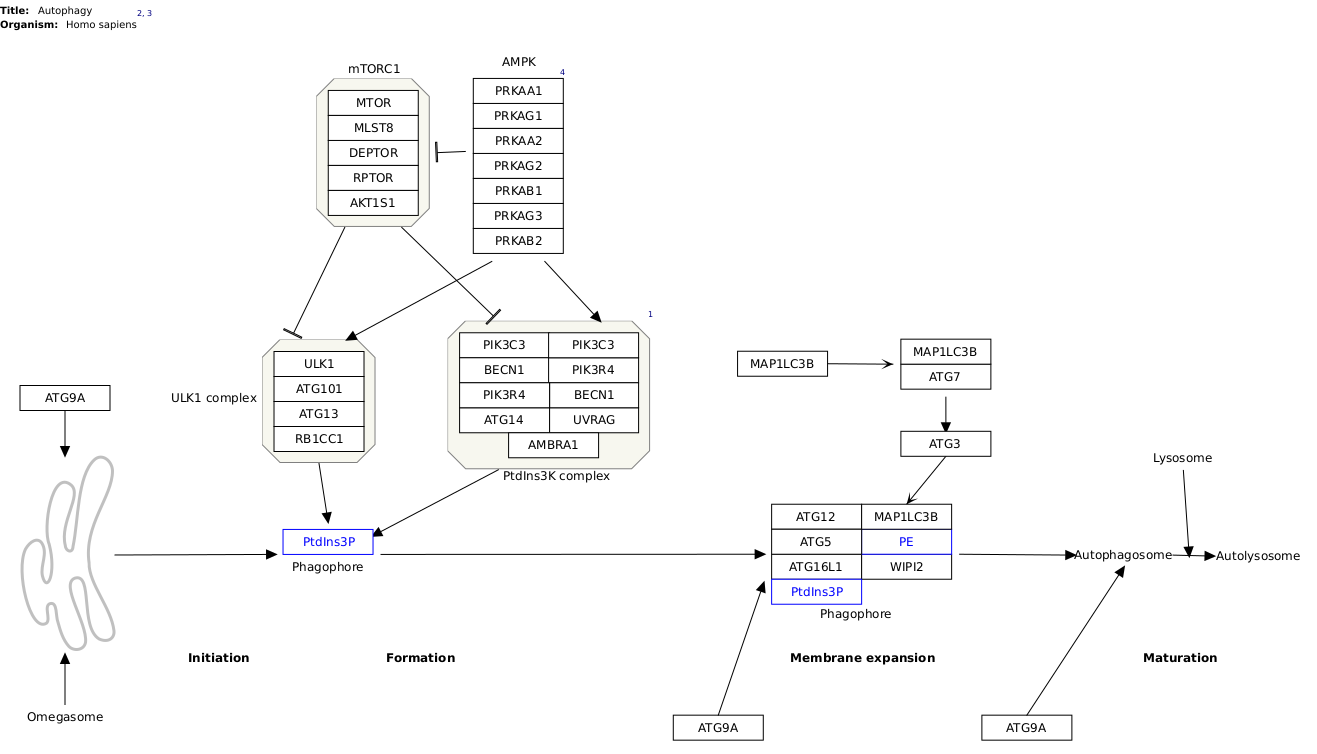 Title: Autophagy 2, 3
Organism: Homo sapiens
mTORC1
MTOR
MLST8
DEPTOR
RPTOR
AKT1S1
AMPK
4
PRKAA1
PRKAG1
PRKAA2
PRKAG2
PRKAB1
PRKAG3
PRKAB2
ULK1 complex
ULK1
ATG101
ATG13
RB1CC1
1
PIK3C3 PIK3C3
BECN1 PIK3R4
PIK3R4 BECN1
ATG14 UVRAG
AMBRA1
PtdIns3K complex
MAP1LC3B
MAP1LC3B
ATG7
ATG3
ATG9A
PtdIns3P
Phagophore
ATG12 MAP1LC3B
ATG5 PE
ATG16L1 WIPI2
PtdIns3P
Phagophore
Lysosome
Autophagosome
Autolysosome
Initiation
Formation
Membrane expansion
Maturation
Omegasome
ATG9A
ATG9A